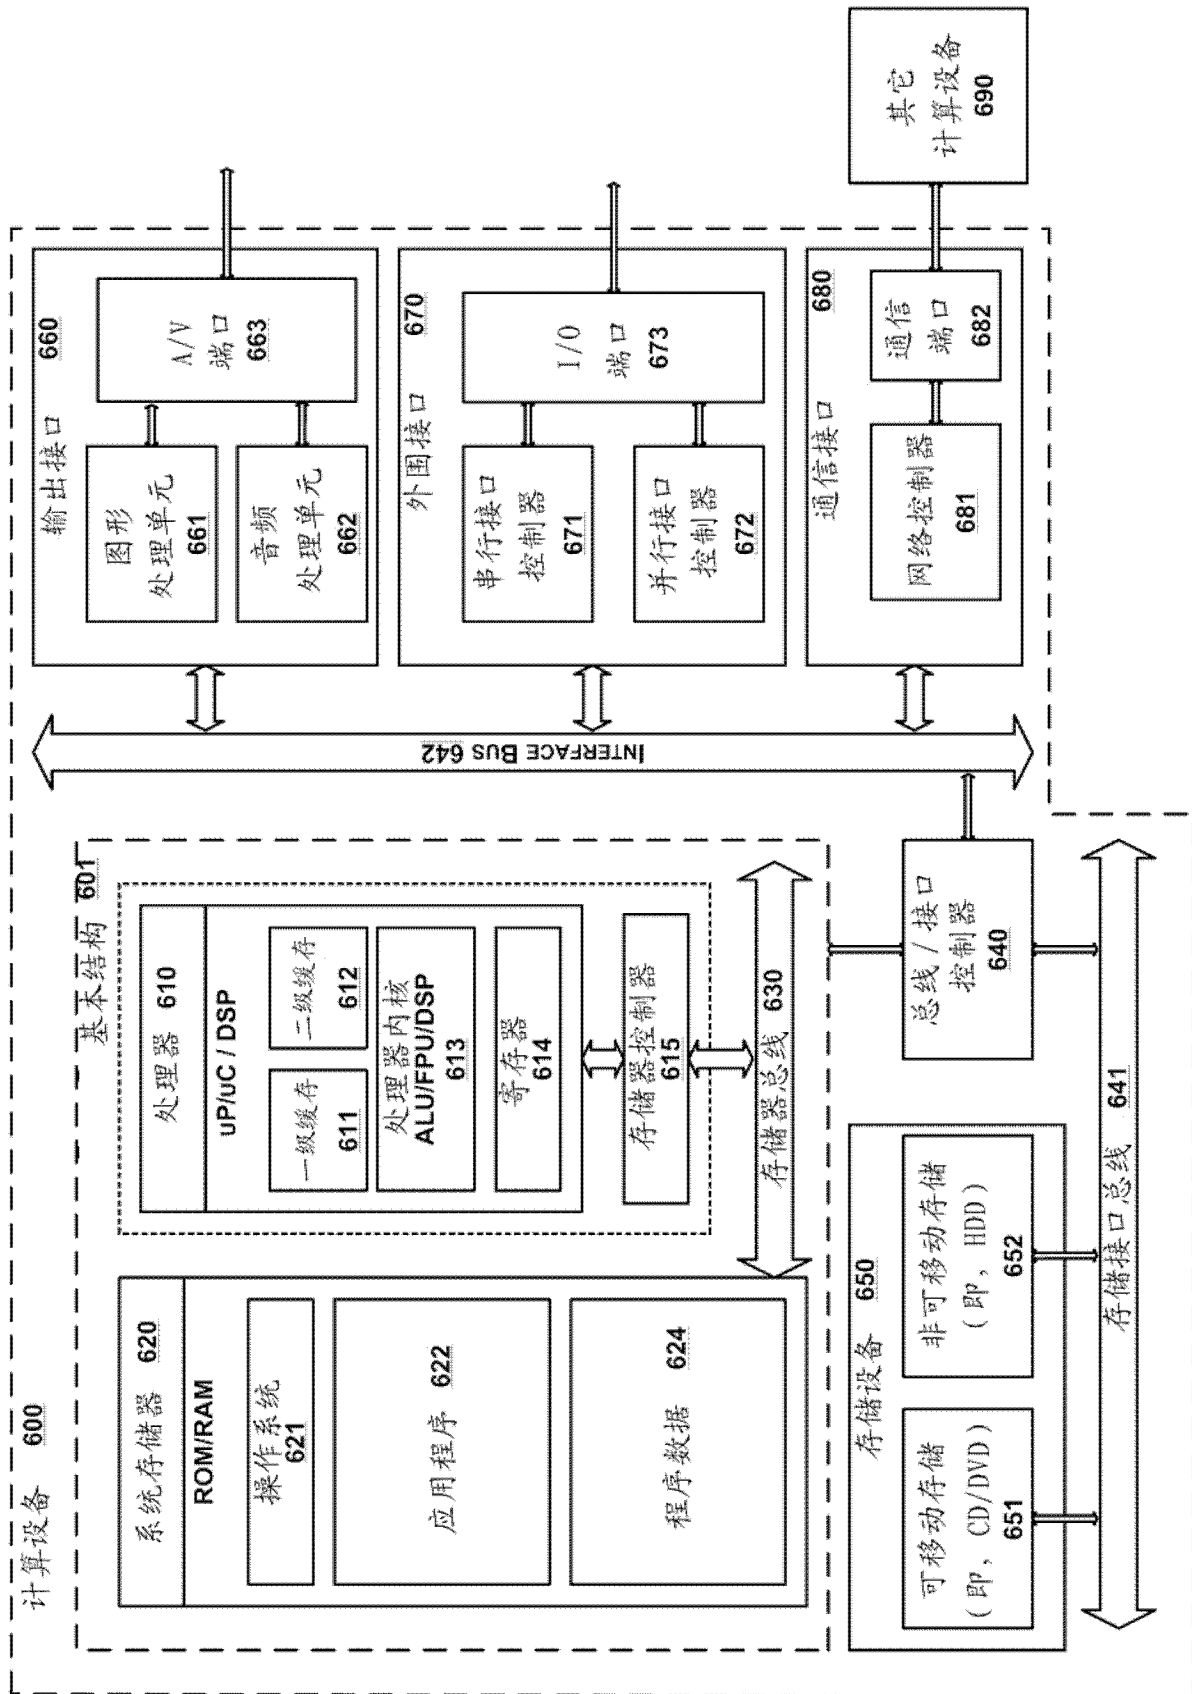 计算设备 600
基本结构 601
系统存储器 620
ROM/RAM
操作系统
621
应用程序 622
程序数据 624
处理器 610
uP/uC / DSP
一级缓存
611
二级缓存
612
处理器内核
ALU/FPU/DSP
613
寄存器
614
存储器控制器
615
存储器总线 630
存储设备 650
可移动存储
(即, CD/DVD)
651
非可移动存储
(即, HDD)
652
存储接口总线 641
总线/接口
控制器
640
INTERFACE BUS 642
输出接口 660
图形
处理单元
661
音频
处理单元
662
A/V
端口
663
外围接口 670
串行接口
控制器
671
并行接口
控制器
672
I/O
端口
673
通信接口 680
网络控制器
681
通信
端口
682
其它
计算设备
690